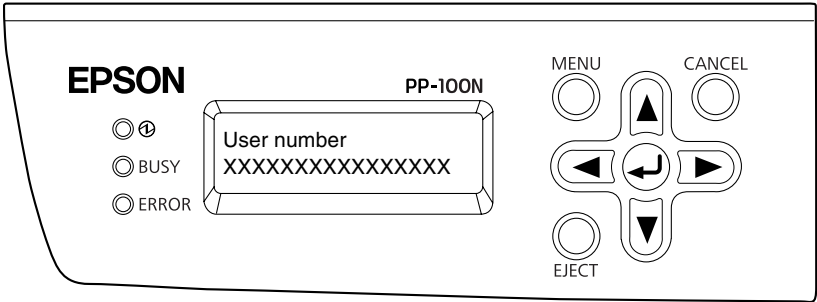 MENU
CANCEL
EPSON
PP-100N
User number
XXXXXXXXXXXXXXXX
BUSY
ERROR
EJECT